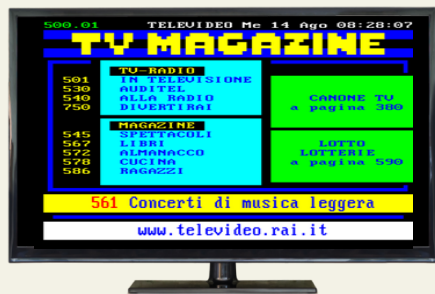 500.01 TELEVIDEO Me 14 Ago 08:28:07
TV MAGAZINE
TV-RADIO
501 IN TELEVISIONE
530 AUDITEL
540 ALLA RADIO
750 DIVERTIRAI
MAGAZINE
545 SPETTACOLI
567 LIBRI
572 ALMANACCO
578 CUCINA
586 RAGAZZI
CANONE TV
a pagina 380
LOTTO
LOTTERIE
a pagina 590
561 Concerti di musica leggera
www.televideo.rai.it